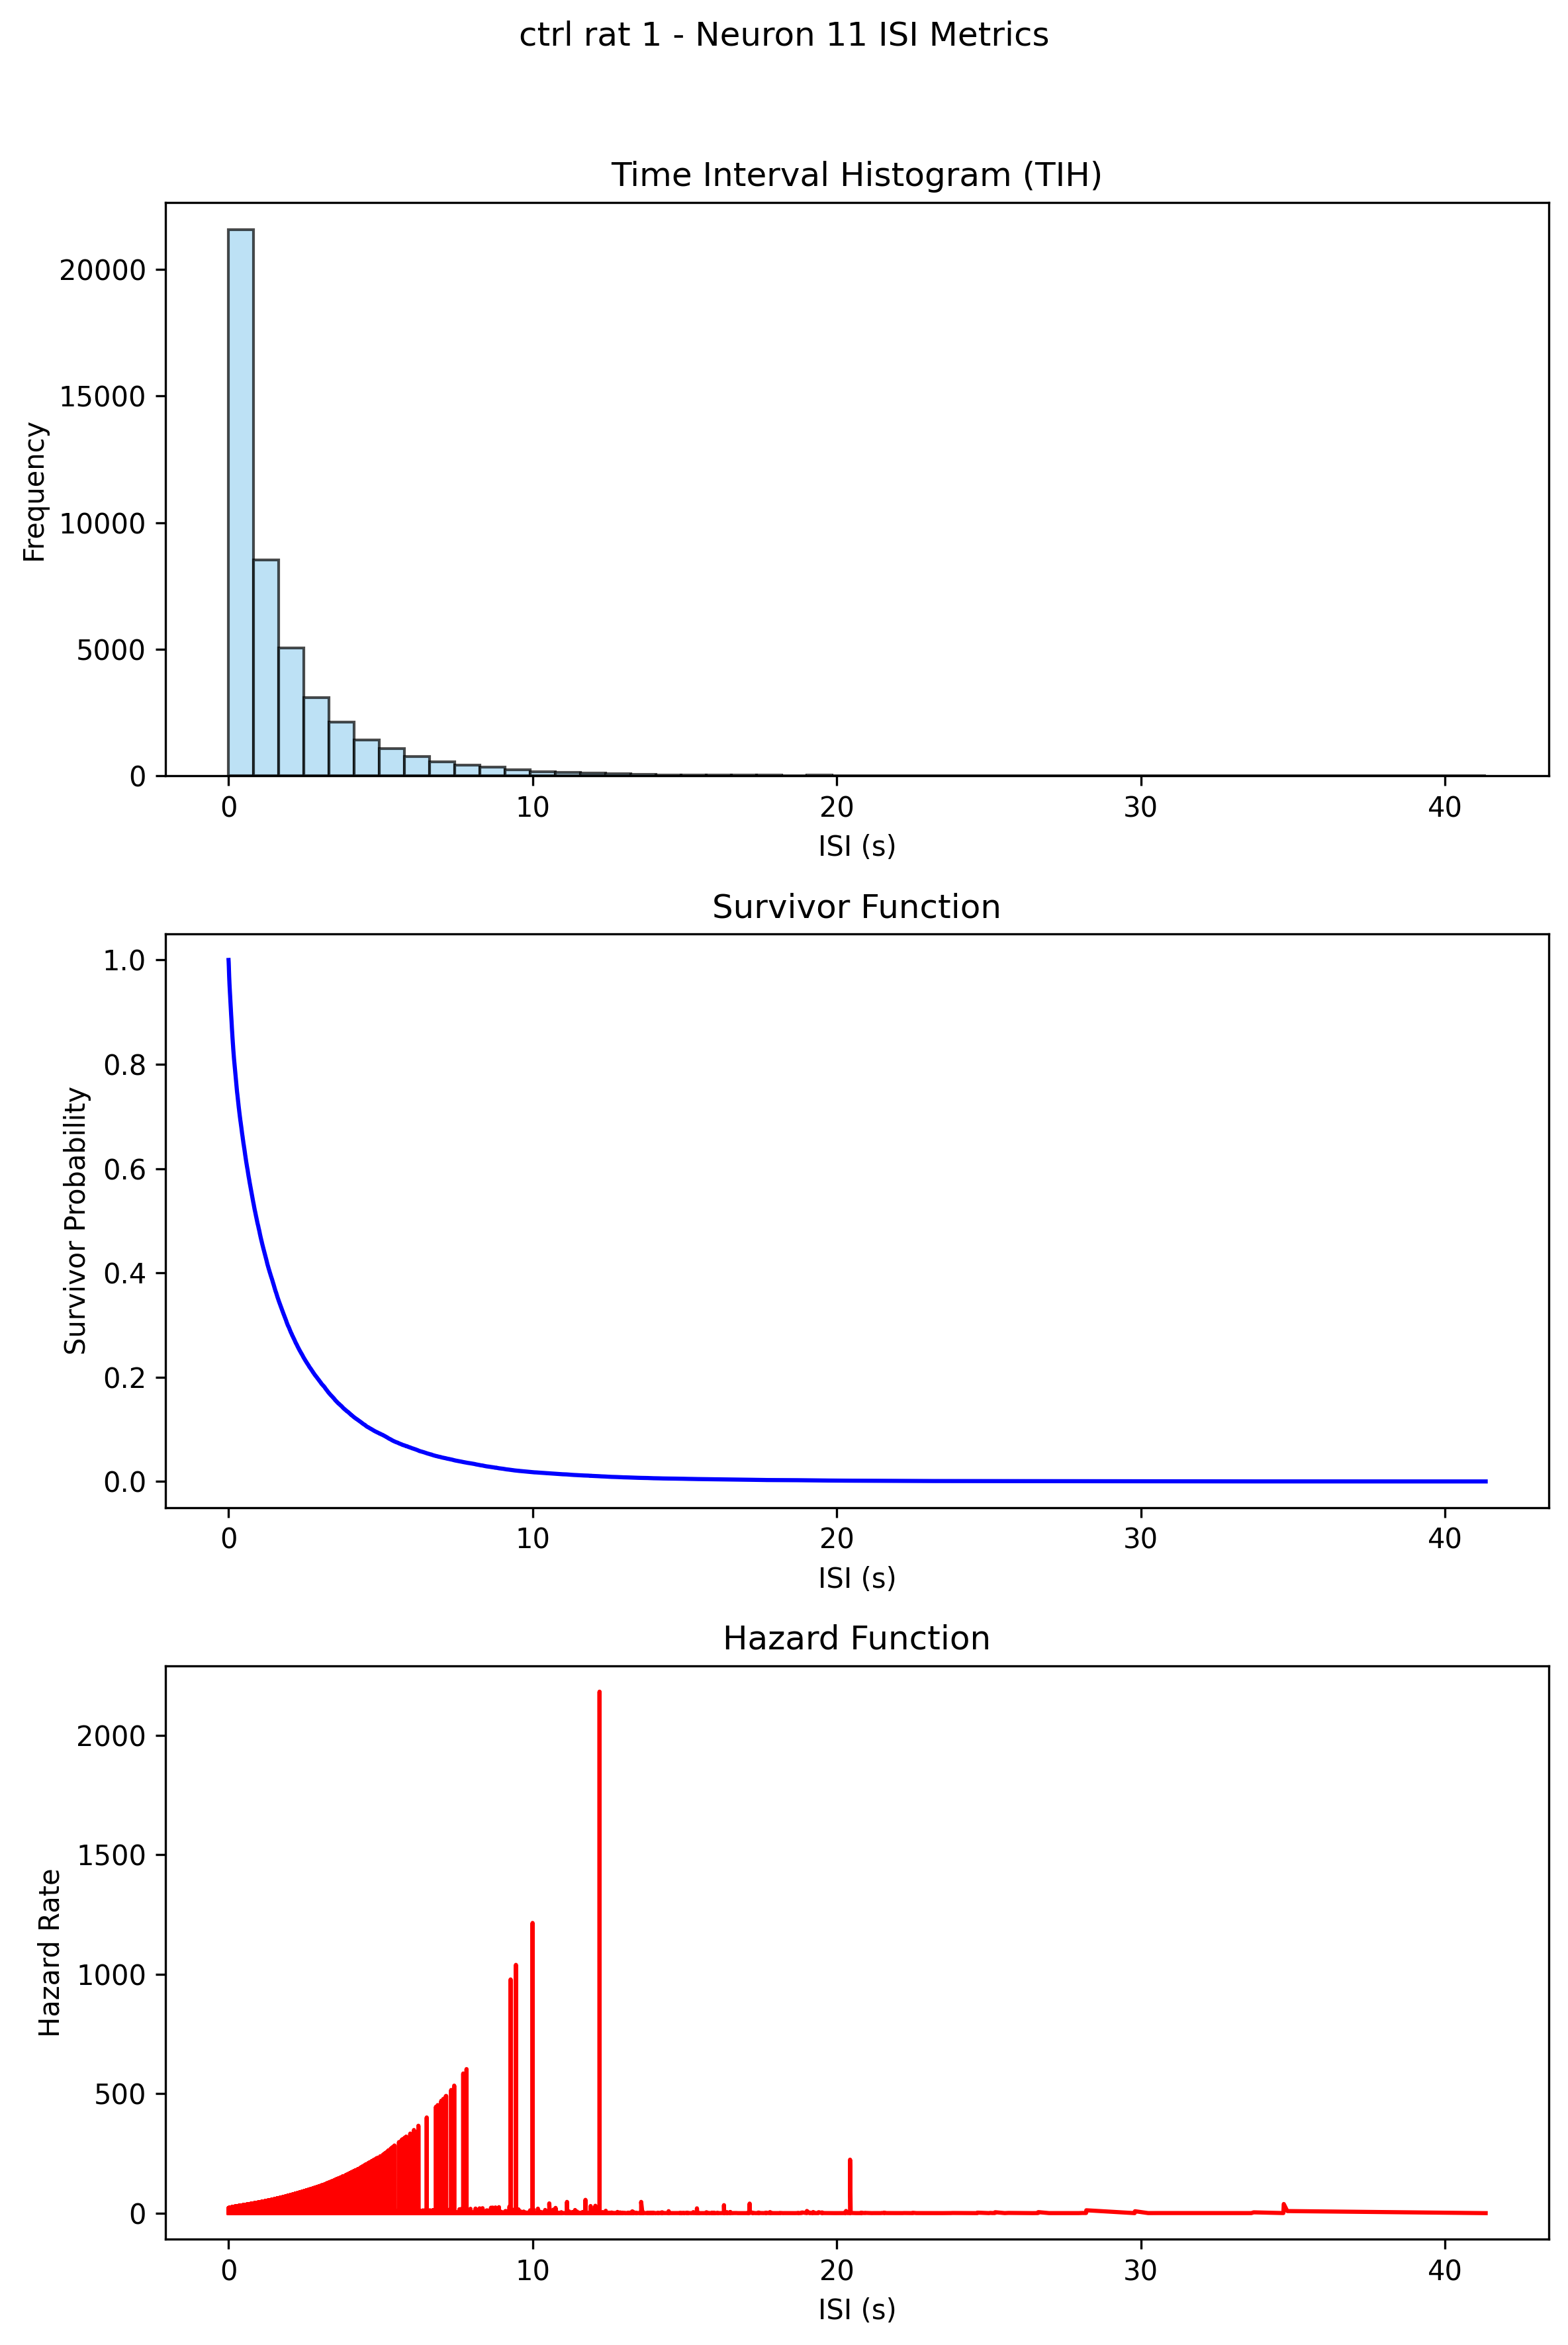 ctrl rat 1 - Neuron 11 ISI Metrics
Time Interval Histogram (TIH)
20000
15000
10000
5000
0
Frequency
0 10 20 30 40
ISI (s)
Survivor Function
1.0
0.8
0.6
0.4
0.2
0.0
Survivor Probability
0 10 20 30 40
ISI (s)
Hazard Function
2000
1500
1000
500
0
Hazard Rate
0 10 20 30 40
ISI (s)